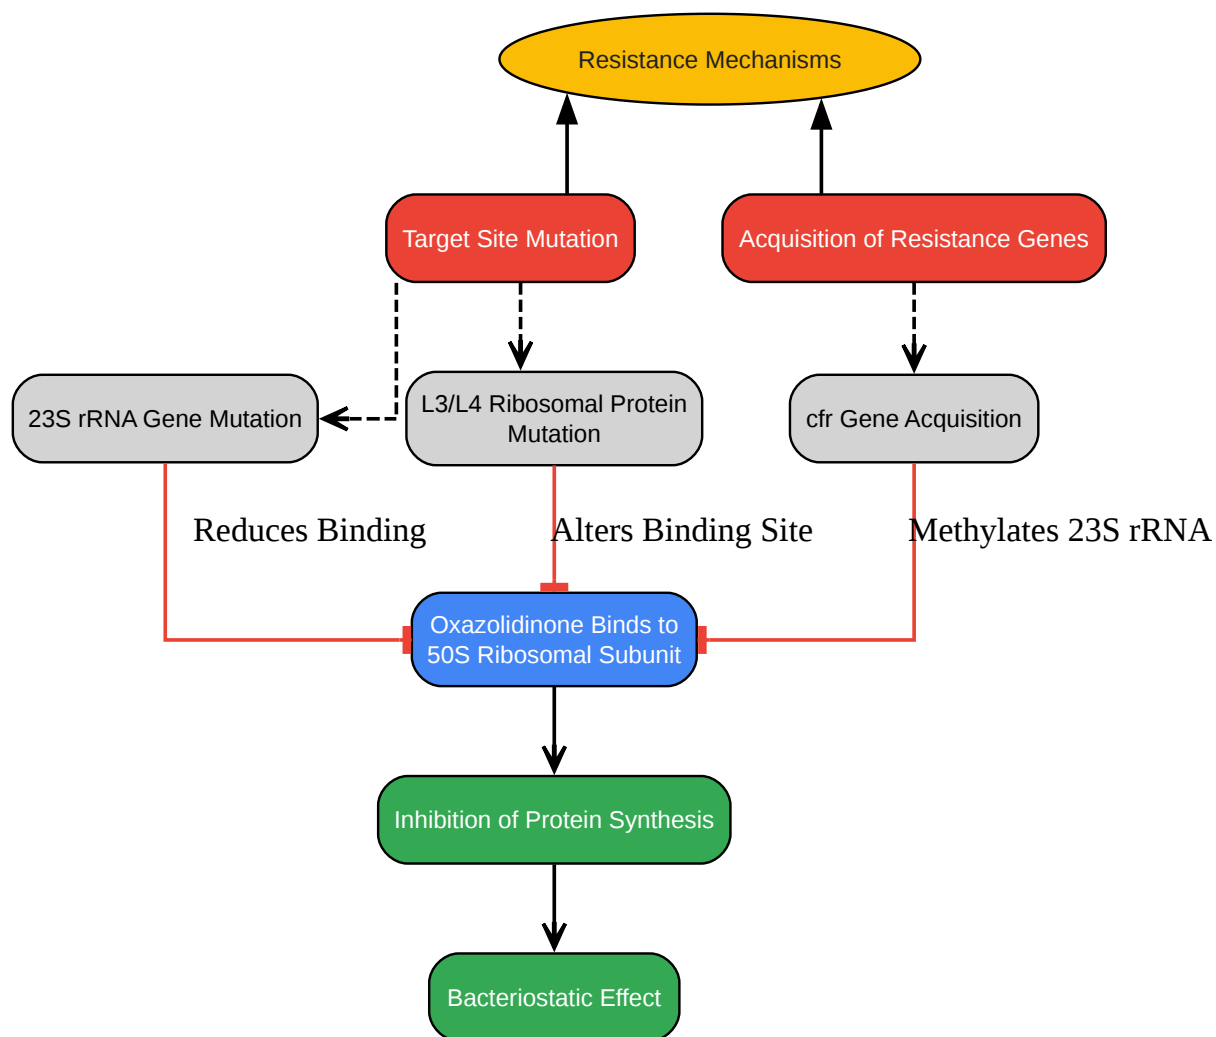 Resistance Mechanisms
Target Site Mutation
Acquisition of Resistance Genes
23S rRNA Gene Mutation
L3/L4 Ribosomal Protein
Mutation
cfr Gene Acquisition
Reduces Binding
Alters Binding Site
Methylates 23S rRNA
Oxazolidinone Binds to
50S Ribosomal Subunit
Inhibition of Protein Synthesis
Bacteriostatic Effect